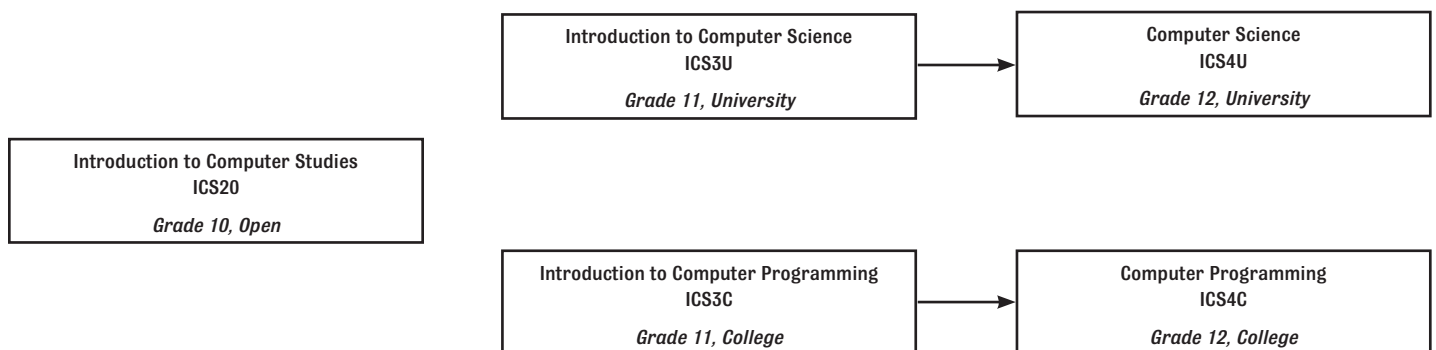 Introduction to Computer Science
ICS3U
Grade 11, University
Computer Science
ICS4U
Grade 12, University
Introduction to Computer Studies
ICS20
Grade 10, Open
Introduction to Computer Programming
ICS3C
Grade 11, College
Computer Programming
ICS4C
Grade 12, College